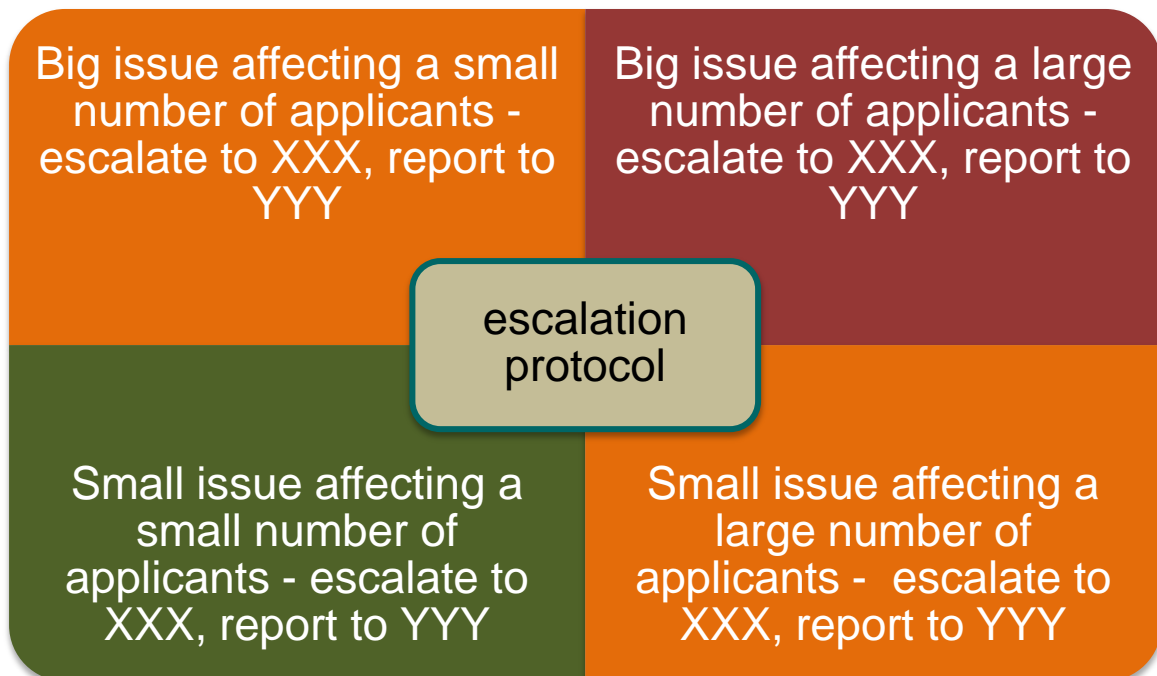 Big issue affecting a small
number of applicants -
escalate to XXX, report to
YYY
Big issue affecting a large
number of applicants -
escalate to XXX, report to
YYY
escalation
protocol
Small issue affecting a
small number of
applicants - escalate to
XXX, report to YYY
Small issue affecting a
large number of
applicants -  escalate to
XXX, report to YYY